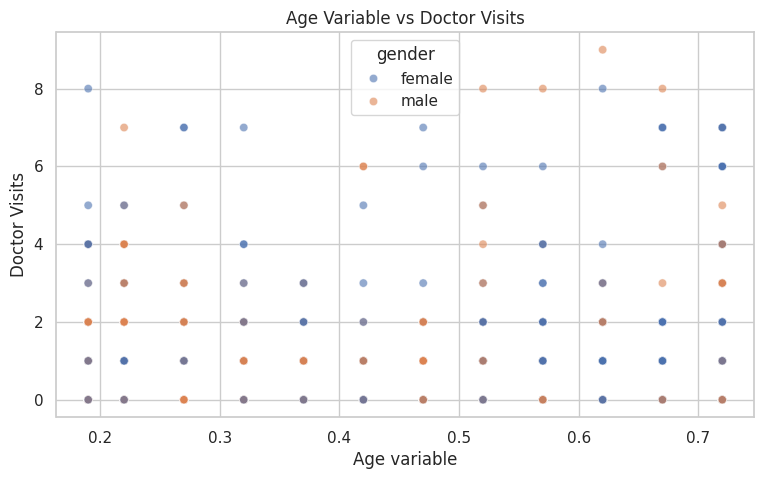 Age Variable vs Doctor Visits
gender
female
male
Doctor Visits
8
6
4
2
0
0.2 0.3 0.4 0.5 0.6 0.7
Age variable